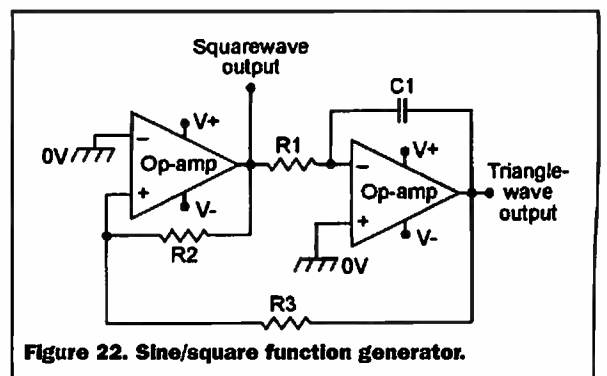 Squarewave
output
C1
V+
R1
0V
Op-amp
V-
R2
V+
Op-amp
V-
0V
Triangle-
wave
output
R3
Figure 22. Sine/square function generator.